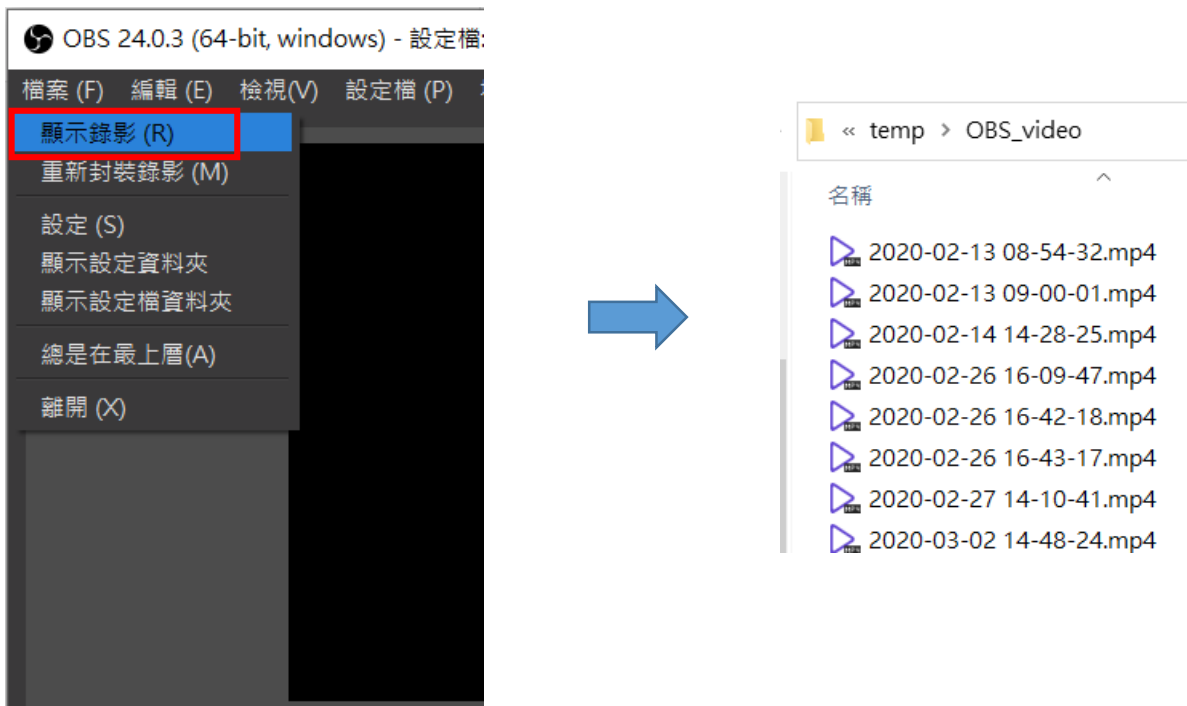 OBS 24.0.3 (64-bit, windows) - 設定檔:
檔案 (F) 編輯 (E) 檢視(V) 設定檔 (P)
顯示錄影 (R)
重新封裝錄影 (M)
設定 (S)
顯示設定資料夾
顯示設定檔資料夾
總是在最上層(A)
離開 (X)
« temp > OBS_video
名稱
2020-02-13 08-54-32.mp4
2020-02-13 09-00-01.mp4
2020-02-14 14-28-25.mp4
2020-02-26 16-09-47.mp4
2020-02-26 16-42-18.mp4
2020-02-26 16-43-17.mp4
2020-02-27 14-10-41.mp4
2020-03-02 14-48-24.mp4